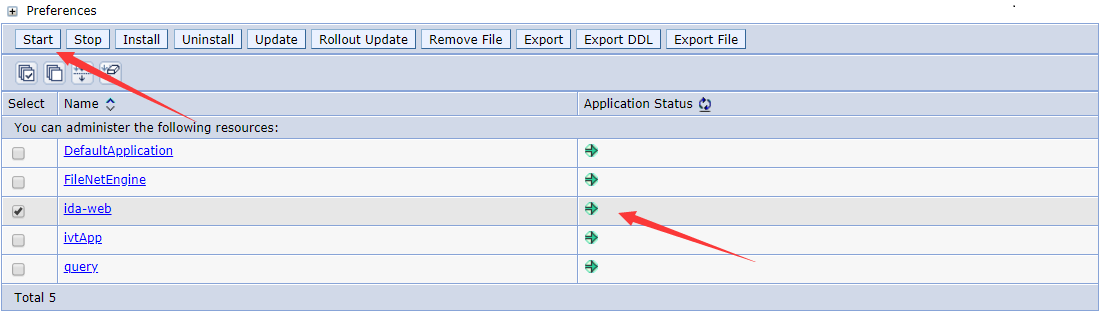 Preferences
Start Stop Install Uninstall Update Rollout Update Remove File Export Export DDL Export File
Select Name Application Status
You can administer the following resources:
DefaultApplication
FileNetEngine
ida-web
ivtApp
query
Total 5